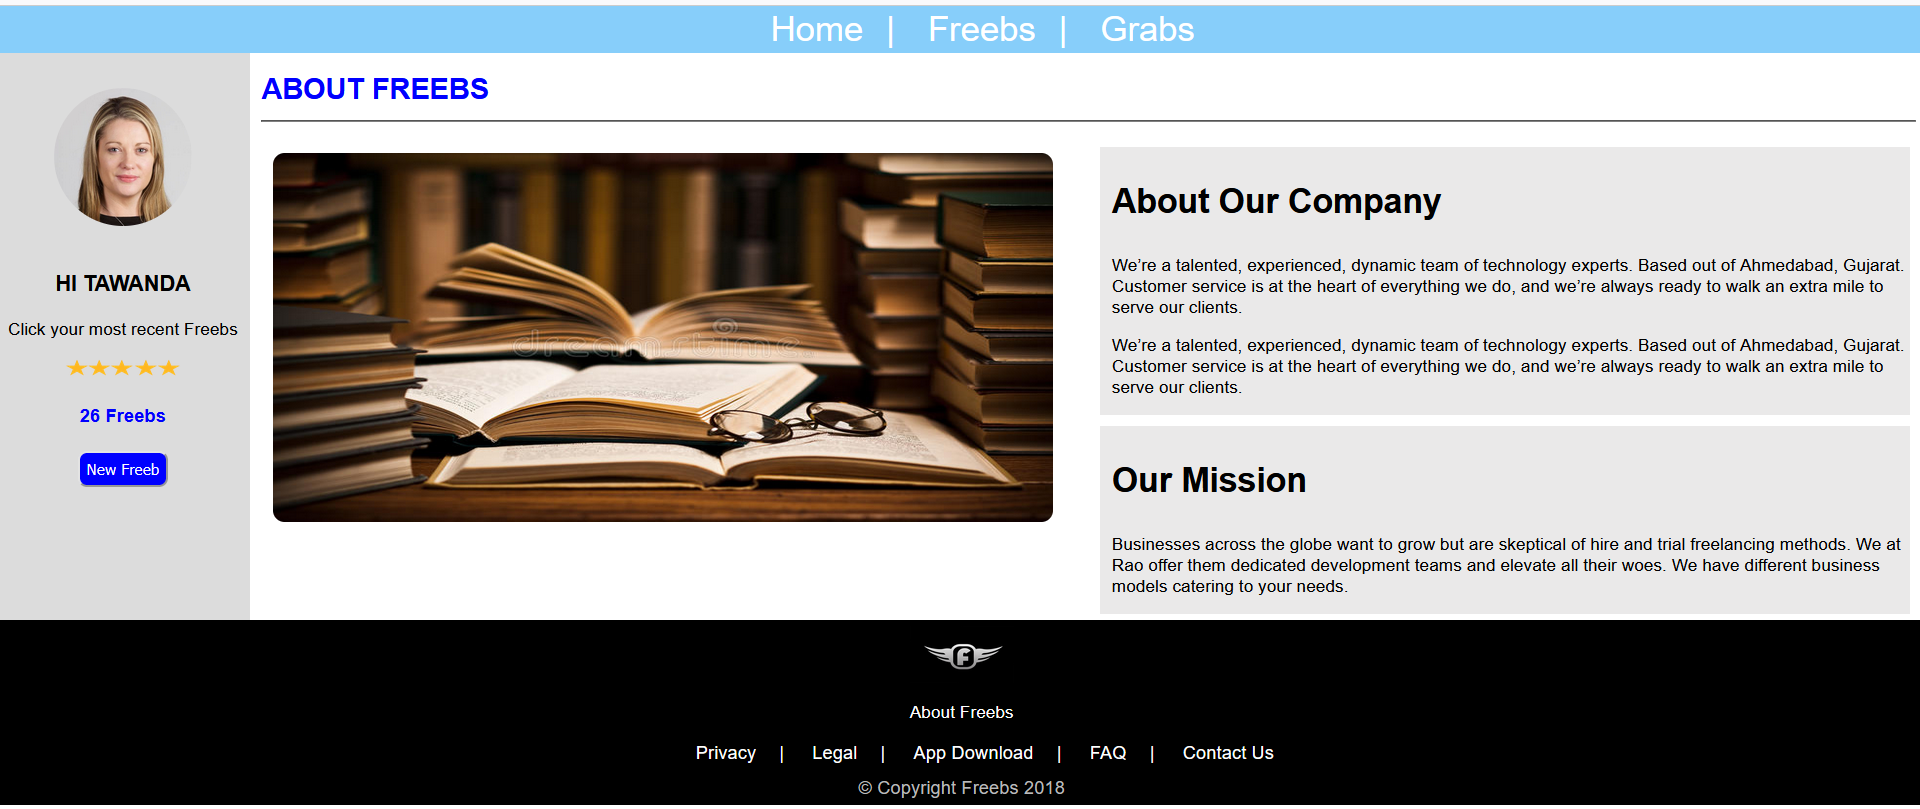 Home | Freebs | Grabs
HI TAWANDA
Click your most recent Freebs
26 Freebs
New Freeb
ABOUT FREEBS
dreamstime.
About Our Company
We’re a talented, experienced, dynamic team of technology experts. Based out of Ahmedabad, Gujarat.
Customer service is at the heart of everything we do, and we’re always ready to walk an extra mile to
serve our clients.
We’re a talented, experienced, dynamic team of technology experts. Based out of Ahmedabad, Gujarat.
Customer service is at the heart of everything we do, and we’re always ready to walk an extra mile to
serve our clients.
Our Mission
Businesses across the globe want to grow but are skeptical of hire and trial freelancing methods. We at
Rao offer them dedicated development teams and elevate all their woes. We have different business
models catering to your needs.
F
About Freebs
Privacy | Legal | App Download | FAQ | Contact Us
© Copyright Freebs 2018